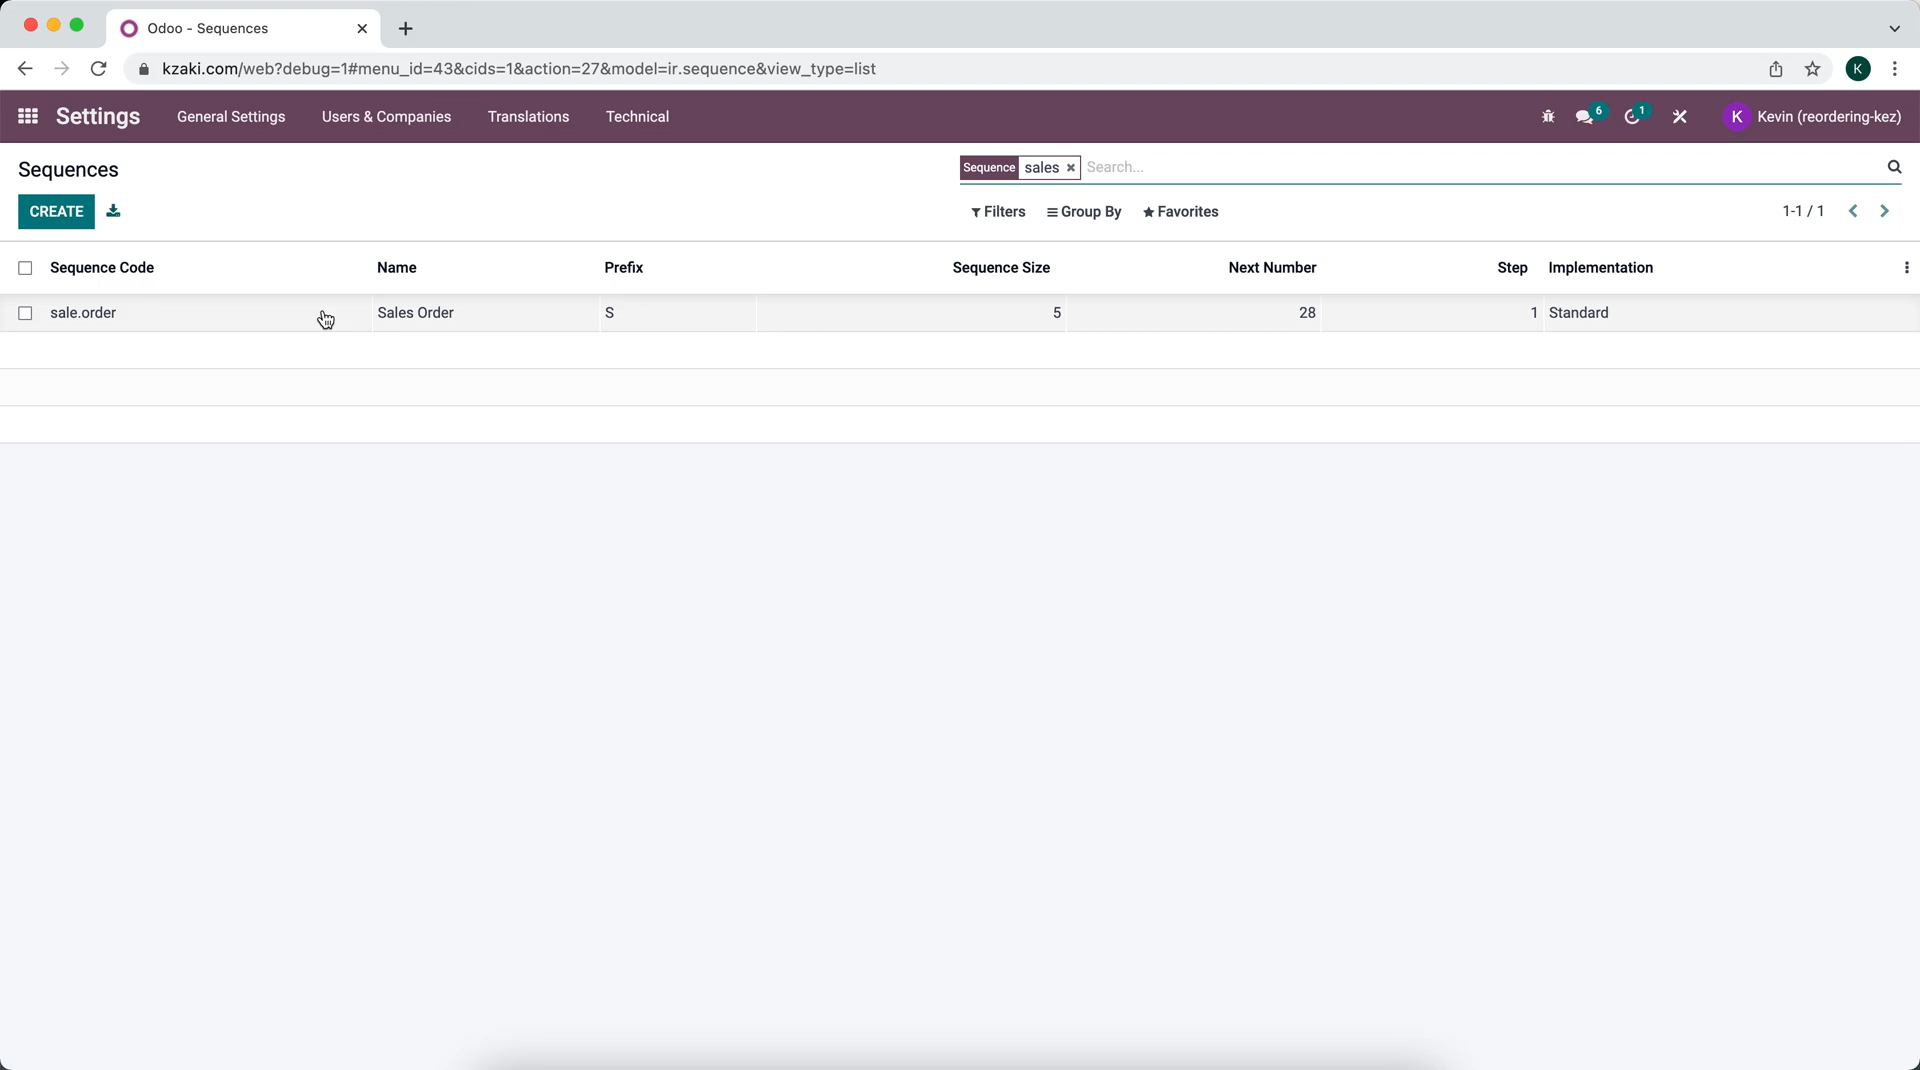 Odoo - Sequences
kzaki.com/web?debug=1#menu_id=43&cids=1&action=27&model=ir.sequence&view_type=list
K
Settings General Settings Users & Companies Translations Technical 6 1 K Kevin (reordering-kez)
Sequences Sequence sales Search...
CREATE Filters Group By Favorites 1-1 / 1
Sequence Code Name Prefix Sequence Size Next Number Step Implementation
sale.order Sales Order S 5 28 1 Standard